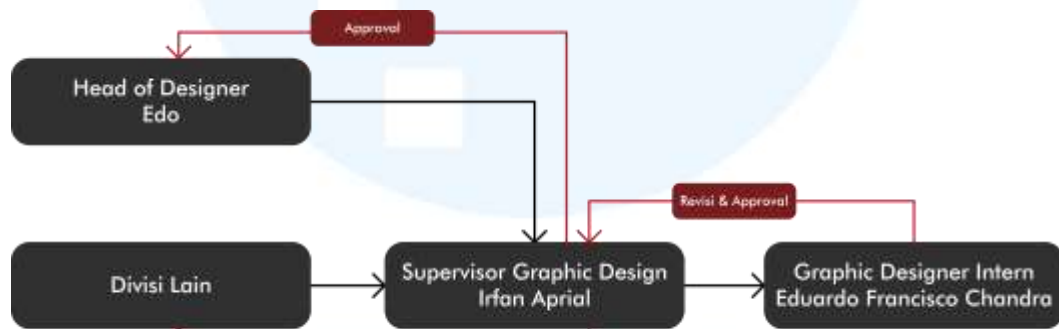 Approval
Head of Designer
Edo
Revisi & Approval
Divisi Lain
Supervisor Graphic Design
Irfan Aprial
Graphic Designer Intern
Eduardo Francisco Chandra